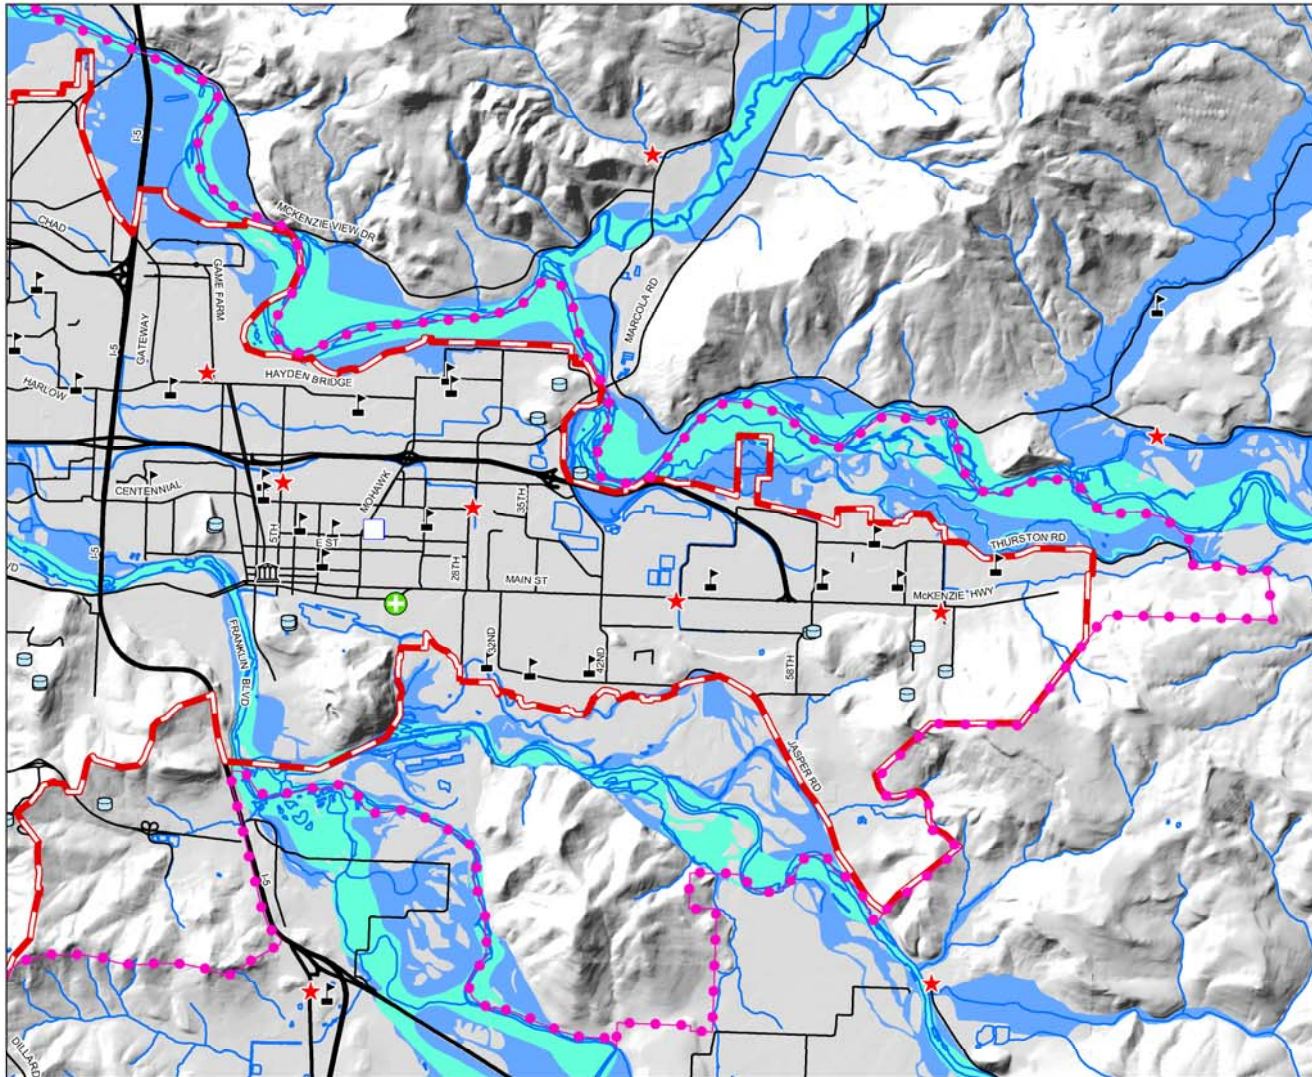 I-5
CHAD
MCKENZIE VIEW DR
GAME FARM
MARCOLA RD
I-5
GATEWAY
HAYDEN BRIDGE
HARLOW
MOHAWK
CENTENNIAL
35TH
5TH
E ST
THURSTON RD
I-5
28TH
MAIN ST
McKENZIE HWY
FRANKLIN BLVD
32ND
42ND
58TH
JASPER RD
I-5
DILLARD